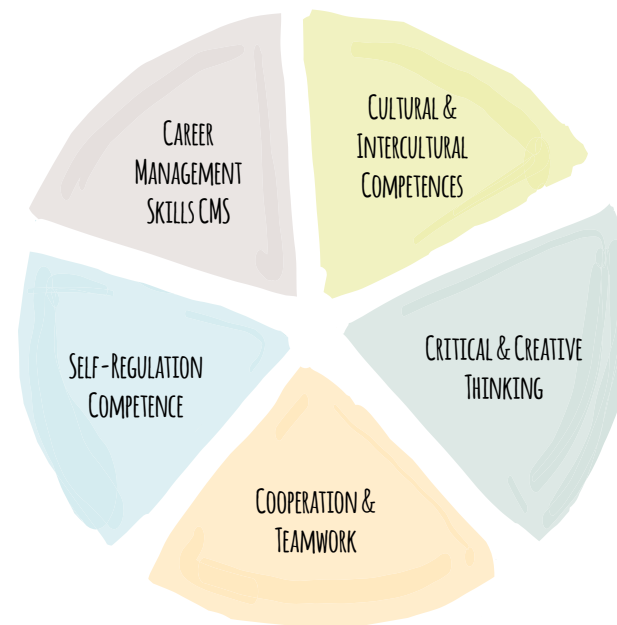 Career
Management
Skills CMS
Cultural &
Intercultural
Competences
Critical & Creative
Thinking
Self-Regulation
Competence
Cooperation &
Teamwork